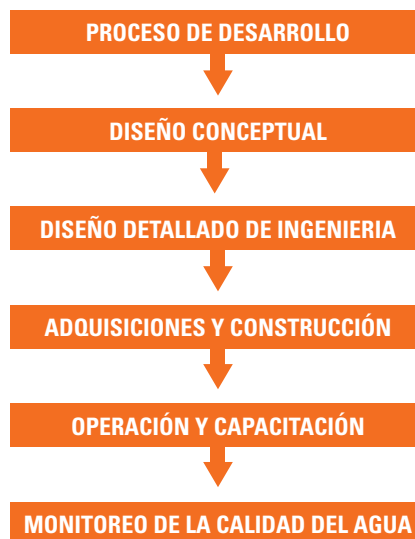 PROCESO DE DESARROLLO
DISEÑO CONCEPTUAL
DISEÑO DETALLADO DE INGENIERIA
ADQUISICIONES Y CONSTRUCCIÓN
OPERACIÓN Y CAPACITACIÓN
MONITOREO DE LA CALIDAD DEL AGUA